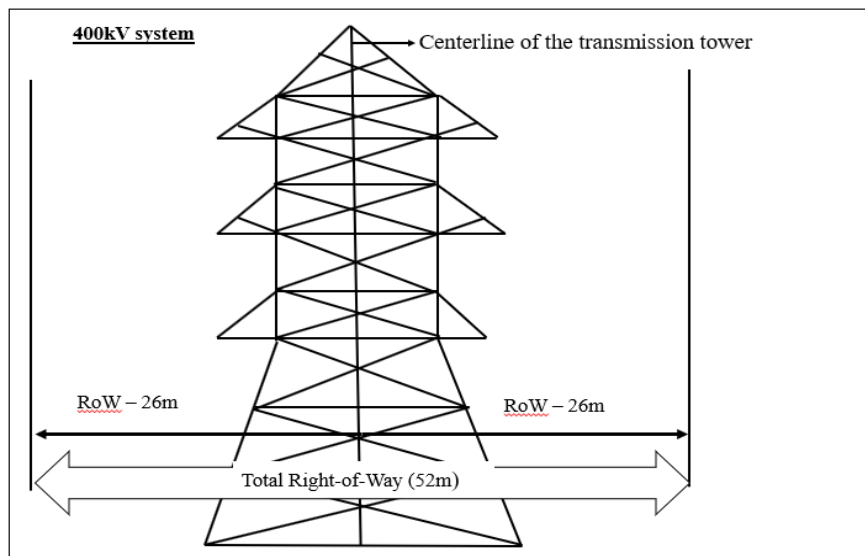 400kV system
Centerline of the transmission tower
RoW – 26m
RoW – 26m
Total Right-of-Way (52m)